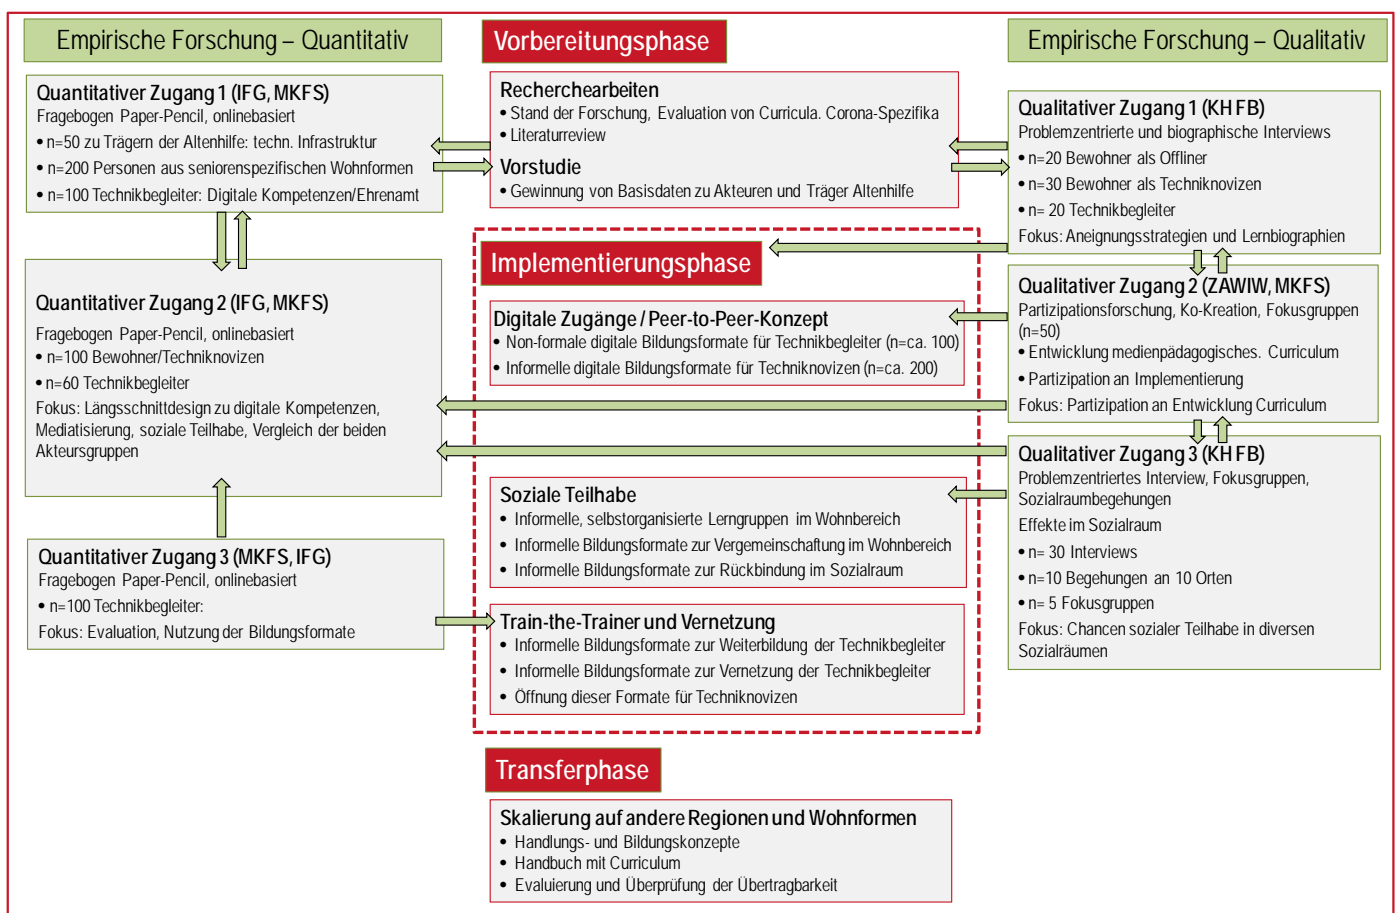 Empirische Forschung – Quantitativ
Quantitativer Zugang 1 (IFG, MKFS)
Fragebogen Paper-Pencil, onlinebasiert
• n=50 zu Trägern der Altenhilfe: techn. Infrastruktur
• n=200 Personen aus seniorenspezifischen Wohnformen
• n=100 Technikbegleiter: Digitale Kompetenzen/Ehrenamt
Quantitativer Zugang 2 (IFG, MKFS)
Fragebogen Paper-Pencil, onlinebasiert
• n=100 Bewohner/Techniknovizen
• n=60 Technikbegleiter
Fokus: Längsschnittdesign zu digitale Kompetenzen,
Mediatisierung, soziale Teilhabe, Vergleich der beiden
Akteursgruppen
Quantitativer Zugang 3 (MKFS, IFG)
Fragebogen Paper-Pencil, onlinebasiert
• n=100 Technikbegleiter:
Fokus: Evaluation, Nutzung der Bildungsformate
Vorbereitungsphase
Recherchearbeiten
• Stand der Forschung, Evaluation von Curricula. Corona-Spezifika
• Literaturreview
Vorstudie
• Gewinnung von Basisdaten zu Akteuren und Träger Altenhilfe
Implementierungsphase
Digitale Zugänge / Peer-to-Peer-Konzept
• Non-formale digitale Bildungsformate für Technikbegleiter (n=ca. 100)
• Informelle digitale Bildungsformate für Techniknovizen (n=ca. 200)
Soziale Teilhabe
• Informelle, selbstorganisierte Lerngruppen im Wohnbereich
• Informelle Bildungsformate zur Vergemeinschaftung im Wohnbereich
• Informelle Bildungsformate zur Rückbindung im Sozialraum
Train-the-Trainer und Vernetzung
• Informelle Bildungsformate zur Weiterbildung der Technikbegleiter
• Informelle Bildungsformate zur Vernetzung der Technikbegleiter
• Öffnung dieser Formate für Techniknovizen
Transferphase
Skalierung auf andere Regionen und Wohnformen
• Handlungs- und Bildungskonzepte
• Handbuch mit Curriculum
• Evaluierung und Überprüfung der Übertragbarkeit
Empirische Forschung – Qualitativ
Qualitativer Zugang 1 (KH FB)
Problemzentrierte und biographische Interviews
• n=20 Bewohner als Offliner
• n=30 Bewohner als Techniknovizen
• n= 20 Technikbegleiter
Fokus: Aneignungsstrategien und Lernbiographien
Qualitativer Zugang 2 (ZAWIW, MKFS)
Partizipationsforschung, Ko-Kreation, Fokusgruppen
(n=50)
• Entwicklung medienpädagogisches. Curriculum
• Partizipation an Implementierung
Fokus: Partizipation an Entwicklung Curriculum
Qualitativer Zugang 3 (KH FB)
Problemzentriertes Interview, Fokusgruppen,
Sozialraumbegehungen
Effekte im Sozialraum
• n= 30 Interviews
• n=10 Begehungen an 10 Orten
• n= 5 Fokusgruppen
Fokus: Chancen sozialer Teilhabe in diversen
Sozialräumen